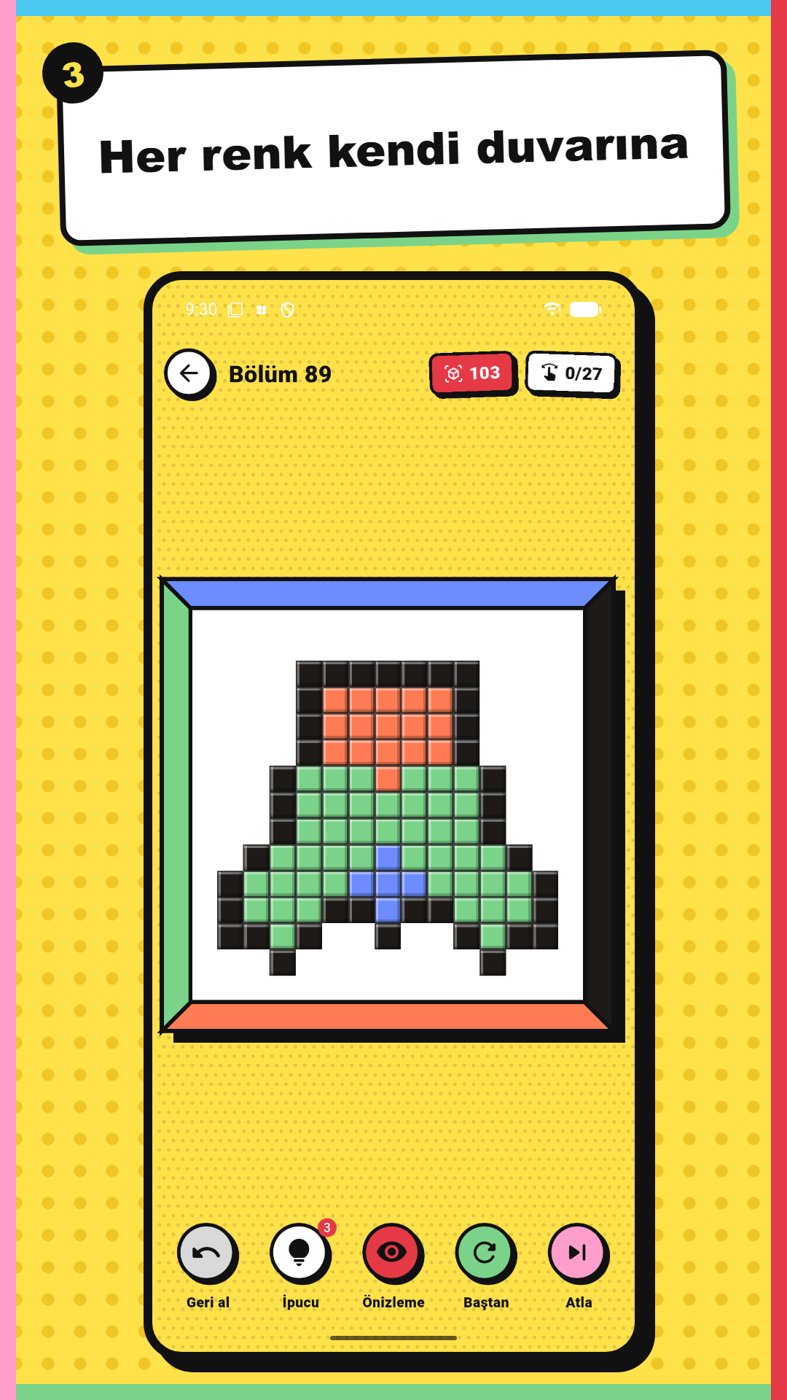 3
Her renk kendi duvarına
9:30
Bölüm 89
103
0/27
3
Geri al
İpucu
Önizleme
Baştan
Atla